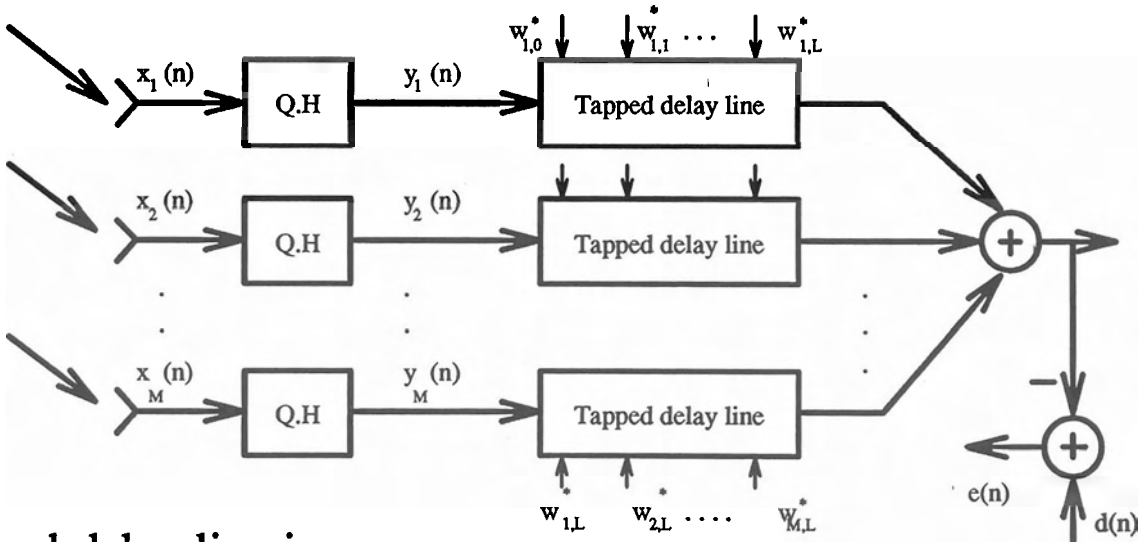 w*1,0 w*1,1 . . . w*1,L
x1 (n) Q.H y1 (n) Tapped delay line
x2 (n) Q.H y2 (n) Tapped delay line
+
xM (n) Q.H yM (n) Tapped delay line
−
+
e(n)
w*1,L w*2,L . . . . w*M,L
d(n)